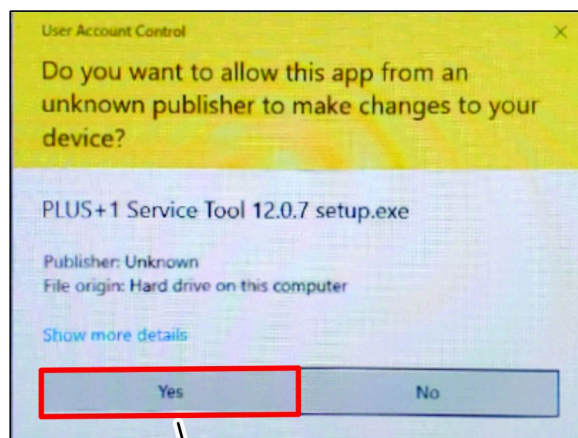 User Account Control
Do you want to allow this app from an
unknown publisher to make changes to your
device?
PLUS+1 Service Tool 12.0.7 setup.exe
Publisher: Unknown
File origin: Hard drive on this computer
Show more details
Yes
No